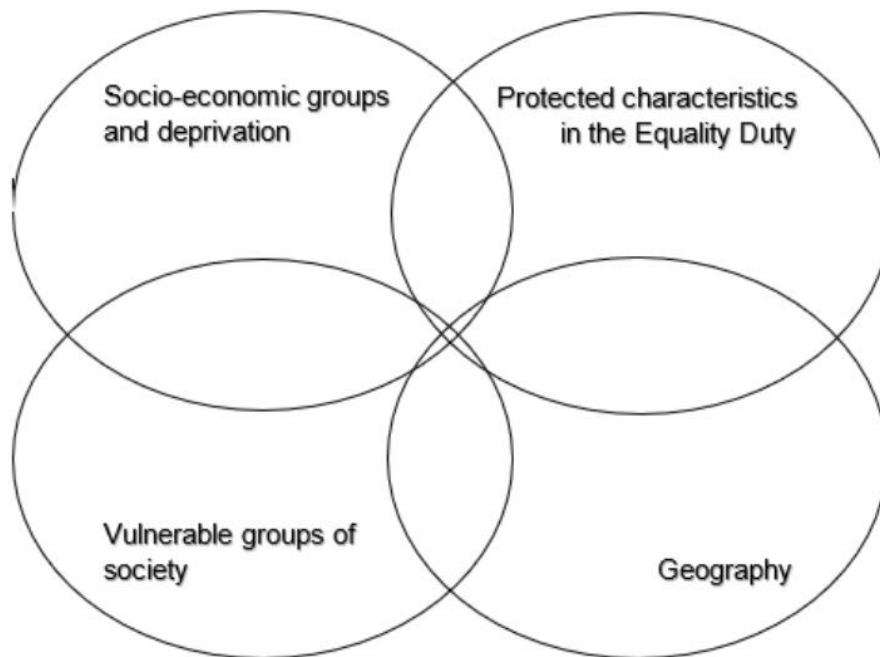 Socio-economic groups
and deprivation
Protected characteristics
in the Equality Duty
Vulnerable groups of
society
Geography